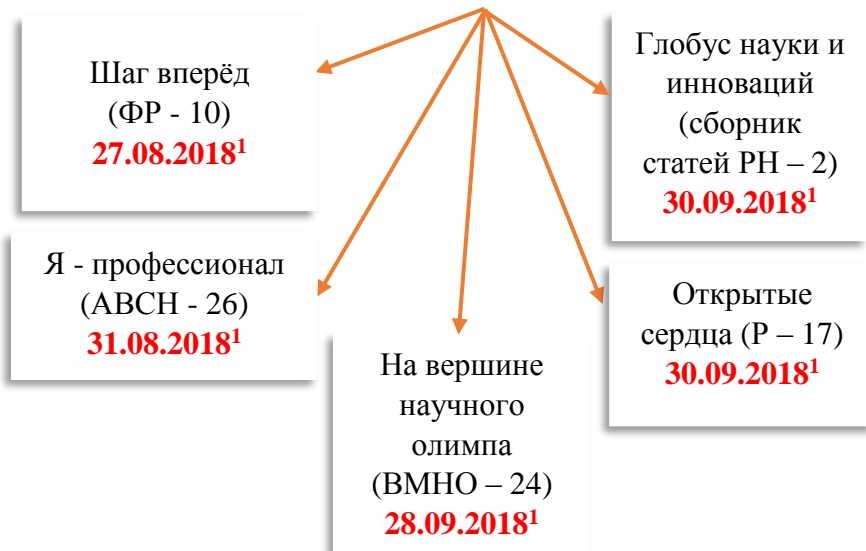 Шаг вперёд
(ФР - 10)
27.08.2018¹
Глобус науки и
инноваций
(сборник
статей РН – 2)
30.09.2018¹
Я - профессионал
(АВСН - 26)
31.08.2018¹
Открытые
сердца (Р – 17)
30.09.2018¹
На вершине
научного
олимпа
(ВМНО – 24)
28.09.2018¹